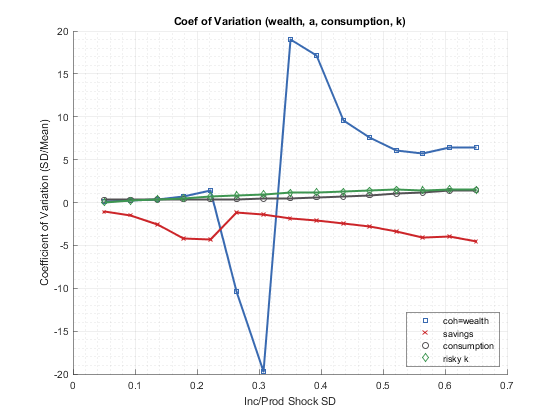 Coef of Variation (wealth, a, consumption, k)
20
15
10
5
0
-5
-10
-15
-20
Coefficient of Variation (SD/Mean)
0
0.1
0.2
0.3
0.4
0.5
0.6
0.7
Inc/Prod Shock SD
coh=wealth
savings
consumption
risky k